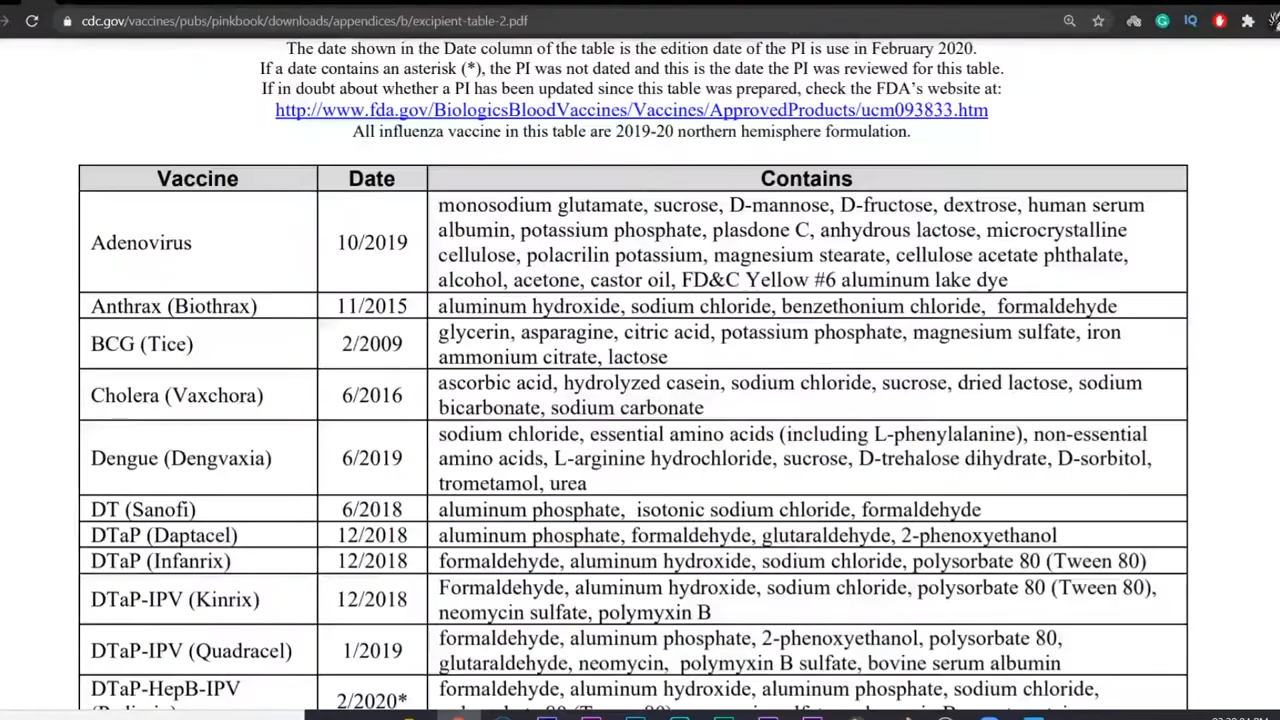 cdc.gov/vaccines/pubs/pinkbook/downloads/appendices/b/excipient-table-2.pdf
The date shown in the Date column of the table is the edition date of the PI is use in February 2020.
If a date contains an asterisk (*), the PI was not dated and this is the date the PI was reviewed for this table.
If in doubt about whether a PI has been updated since this table was prepared, check the FDA's website at:
http://www.fda.gov/BiologicsBloodVaccines/Vaccines/ApprovedProducts/ucm093833.htm
All influenza vaccine in this table are 2019-20 northern hemisphere formulation.
Vaccine Date Contains
Adenovirus 10/2019 monosodium glutamate, sucrose, D-mannose, D-fructose, dextrose, human serum
albumin, potassium phosphate, plasdone C, anhydrous lactose, microcrystalline
cellulose, polacrilin potassium, magnesium stearate, cellulose acetate phthalate,
alcohol, acetone, castor oil, FD&C Yellow #6 aluminum lake dye
Anthrax (Biothrax) 11/2015 aluminum hydroxide, sodium chloride, benzethonium chloride, formaldehyde
BCG (Tice) 2/2009 glycerin, asparagine, citric acid, potassium phosphate, magnesium sulfate, iron
ammonium citrate, lactose
Cholera (Vaxchora) 6/2016 ascorbic acid, hydrolyzed casein, sodium chloride, sucrose, dried lactose, sodium
bicarbonate, sodium carbonate
Dengue (Dengvaxia) 6/2019 sodium chloride, essential amino acids (including L-phenylalanine), non-essential
amino acids, L-arginine hydrochloride, sucrose, D-trehalose dihydrate, D-sorbitol,
trometamol, urea
DT (Sanofi) 6/2018 aluminum phosphate, isotonic sodium chloride, formaldehyde
DTaP (Daptacel) 12/2018 aluminum phosphate, formaldehyde, glutaraldehyde, 2-phenoxyethanol
DTaP (Infanrix) 12/2018 formaldehyde, aluminum hydroxide, sodium chloride, polysorbate 80 (Tween 80)
DTaP-IPV (Kinrix) 12/2018 Formaldehyde, aluminum hydroxide, sodium chloride, polysorbate 80 (Tween 80),
neomycin sulfate, polymyxin B
DTaP-IPV (Quadracel) 1/2019 formaldehyde, aluminum phosphate, 2-phenoxyethanol, polysorbate 80,
glutaraldehyde, neomycin, polymyxin B sulfate, bovine serum albumin
DTaP-HepB-IPV 2/2020* formaldehyde, aluminum hydroxide, aluminum phosphate, sodium chloride,